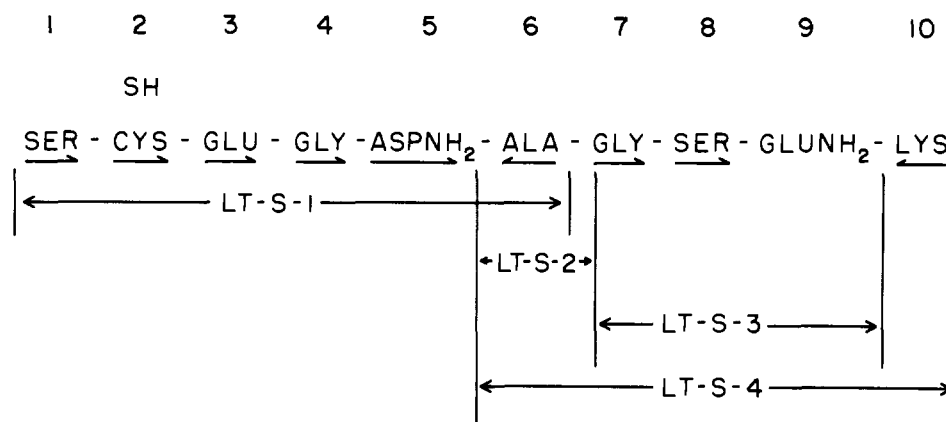 1 2 3 4 5 6 7 8 9 10
SH
SER - CYS - GLU - GLY - ASPNH2 - ALA - GLY - SER - GLUNH2 - LYS
LT-S-1
LT-S-2
LT-S-3
LT-S-4